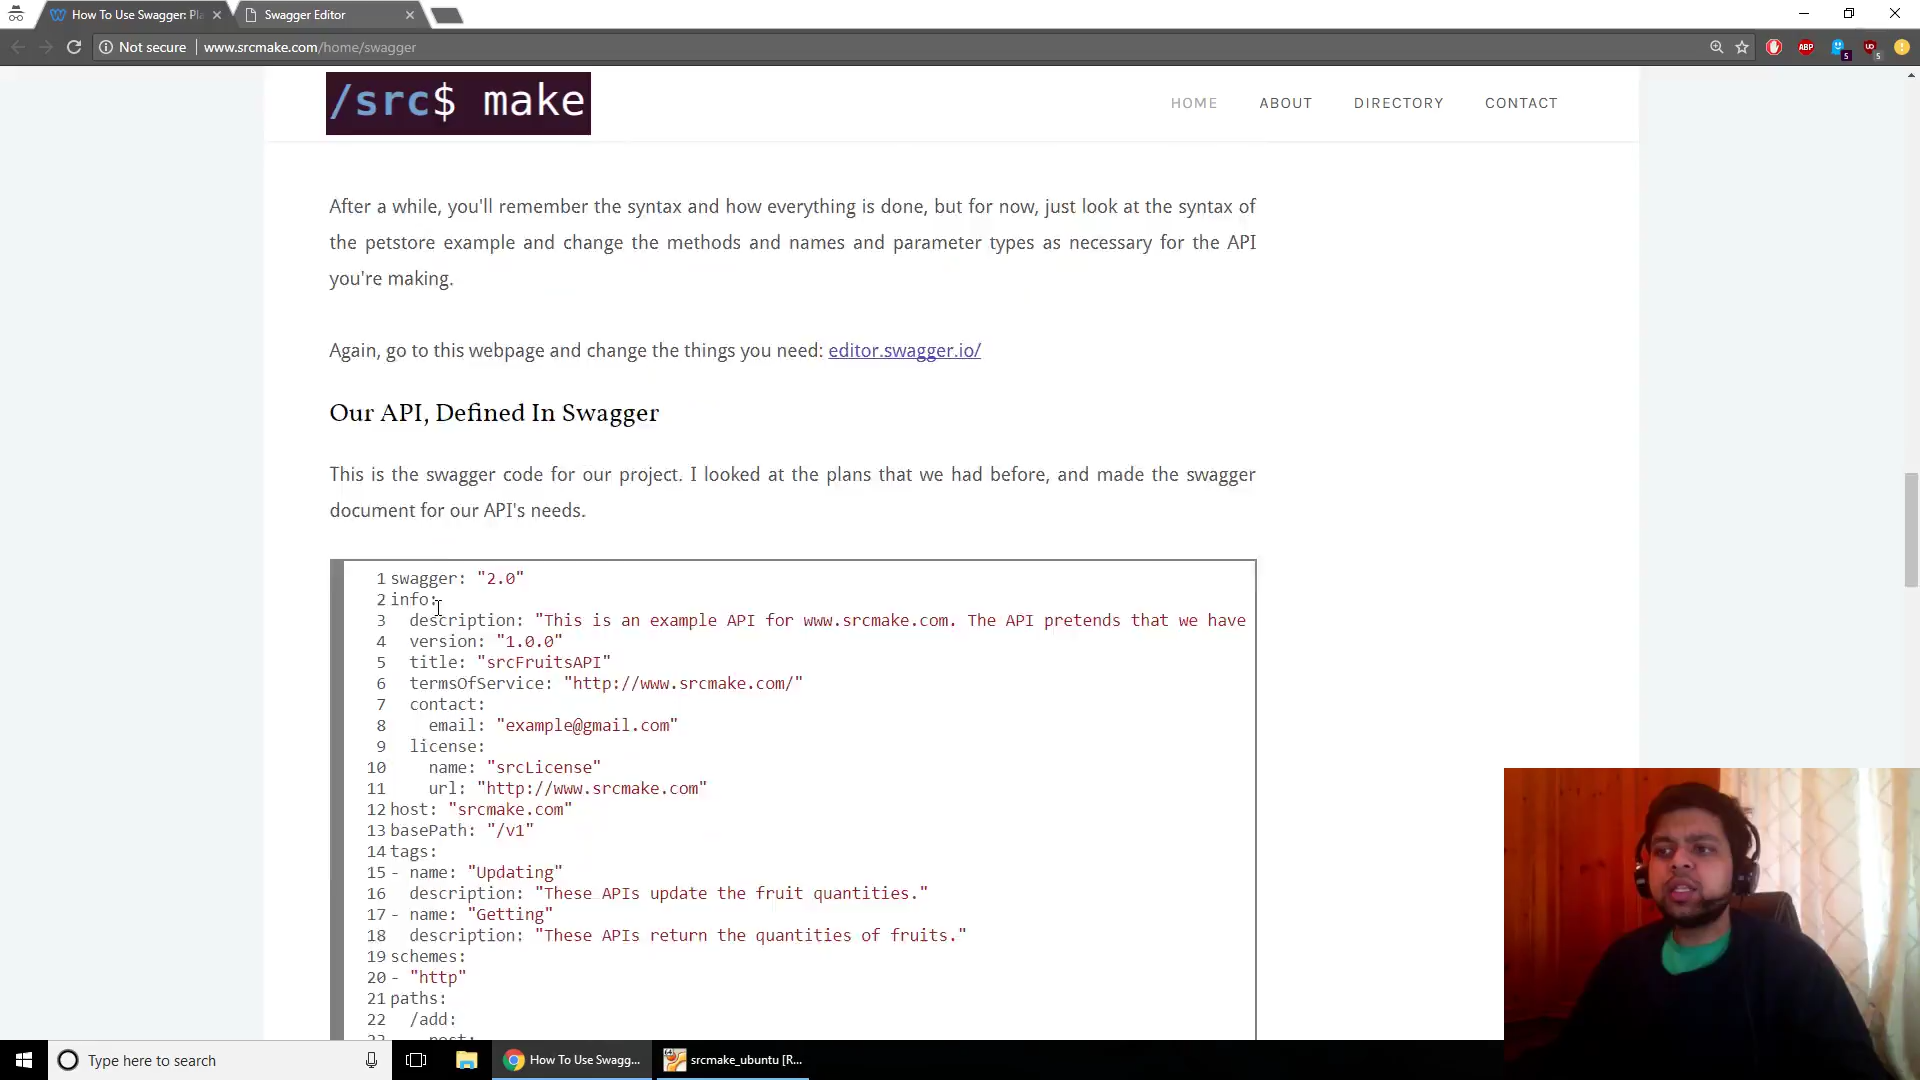 How To Use Swagger: Pl
Swagger Editor
Not secure
www.srcmake.com/home/swagger
ABP
5
5
/src$ make
HOME
ABOUT
DIRECTORY
CONTACT
After a while, you'll remember the syntax and how everything is done, but for now, just look at the syntax of
the petstore example and change the methods and names and parameter types as necessary for the API
you're making.
Again, go to this webpage and change the things you need: editor.swagger.io/
Our API, Defined In Swagger
This is the swagger code for our project. I looked at the plans that we had before, and made the swagger
document for our API's needs.
1 swagger: "2.0"
2 info:
3 description: "This is an example API for www.srcmake.com. The API pretends that we have
4 version: "1.0.0"
5 title: "srcFruitsAPI"
6 termsOfService: "http://www.srcmake.com/"
7 contact:
8 email: "example@gmail.com"
9 license:
10 name: "srcLicense"
11 url: "http://www.srcmake.com"
12 host: "srcmake.com"
13 basePath: "/v1"
14 tags:
15 - name: "Updating"
16 description: "These APIs update the fruit quantities."
17 - name: "Getting"
18 description: "These APIs return the quantities of fruits."
19 schemes:
20 - "http"
21 paths:
22 /add:
Type here to search
How To Use Swagg...
srcmake_ubuntu [R...